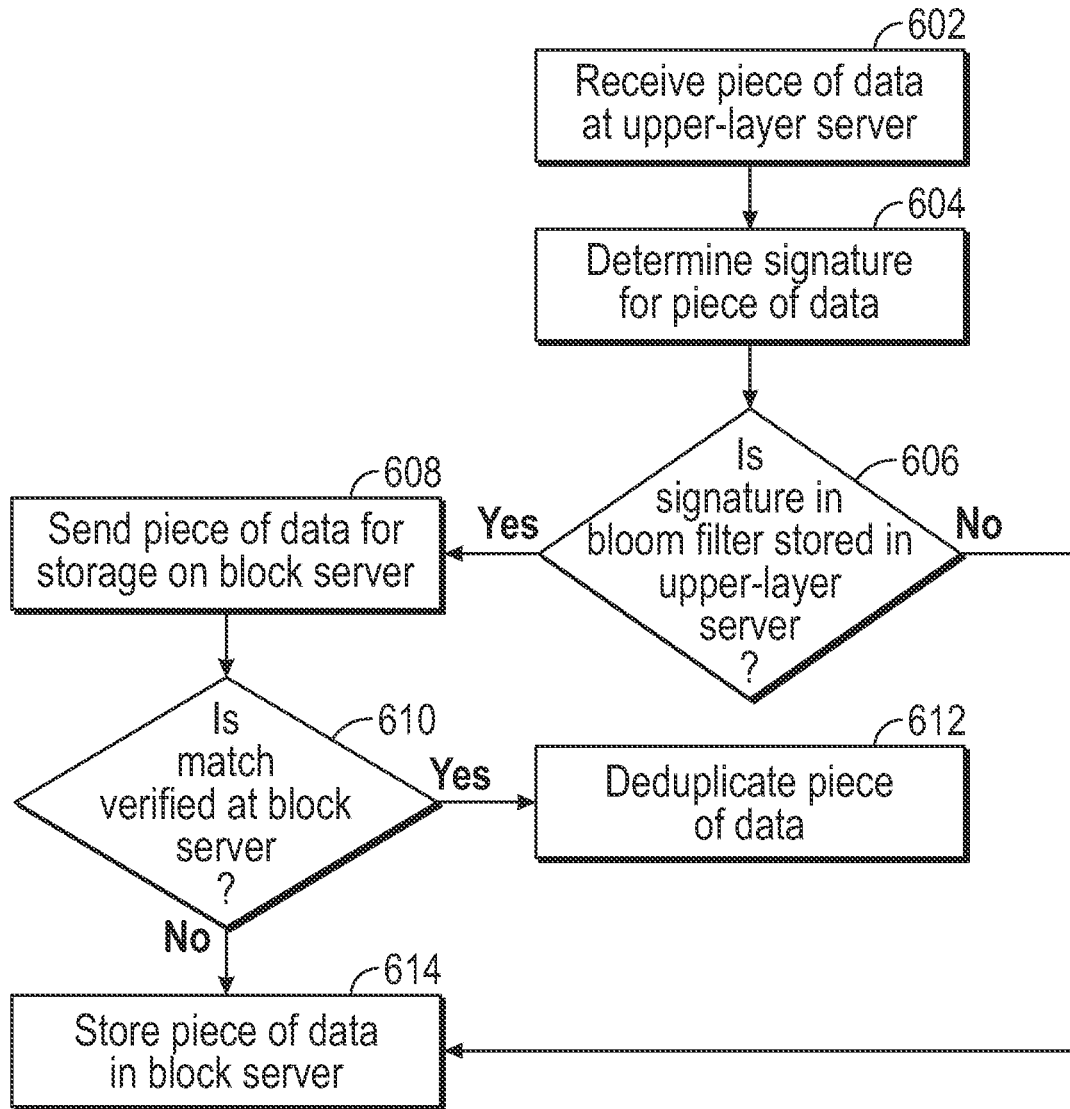 602
Receive piece of data
at upper-layer server
604
Determine signature
for piece of data
606
Is
signature in
bloom filter stored in
upper-layer
server
?
Yes
No
608
Send piece of data for
storage on block server
610
Is
match
verified at block
server
?
Yes
No
612
Deduplicate piece
of data
614
Store piece of data
in block server